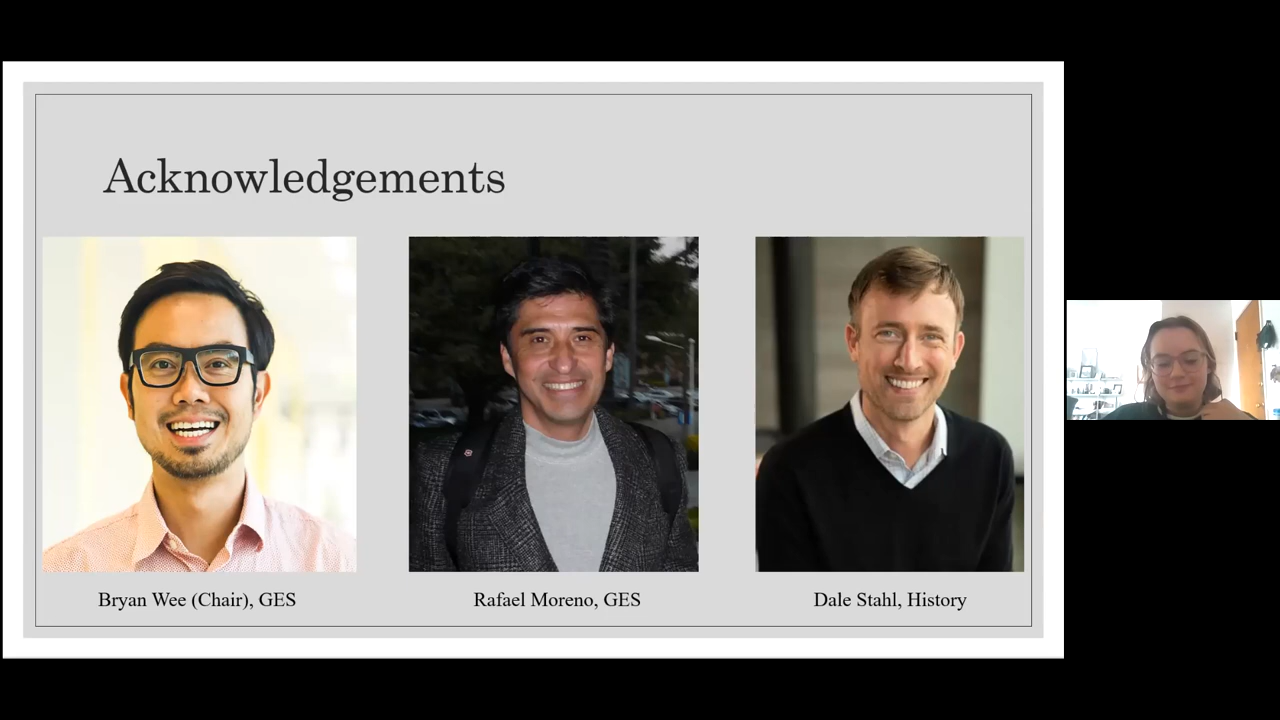 Acknowledgements
Bryan Wee (Chair), GES
Rafael Moreno, GES
Dale Stahl, History